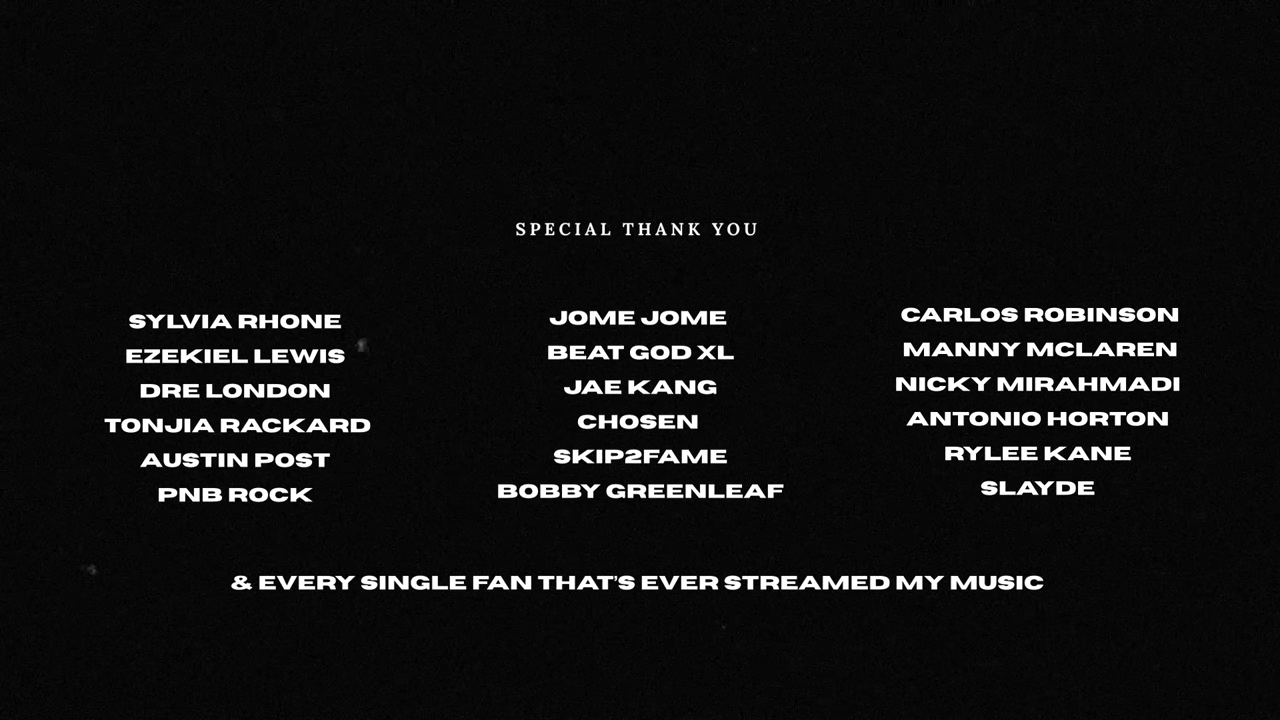 SPECIAL THANK YOU
SYLVIA RHONE
EZEKIEL LEWIS
DRE LONDON
TONJIA RACKARD
AUSTIN POST
PNB ROCK
JOME JOME
BEAT GOD XL
JAE KANG
CHOSEN
SKIP2FAME
BOBBY GREENLEAF
CARLOS ROBINSON
MANNY MCLAREN
NICKY MIRAHMADI
ANTONIO HORTON
RYLEE KANE
SLAYDE
& EVERY SINGLE FAN THAT'S EVER STREAMED MY MUSIC